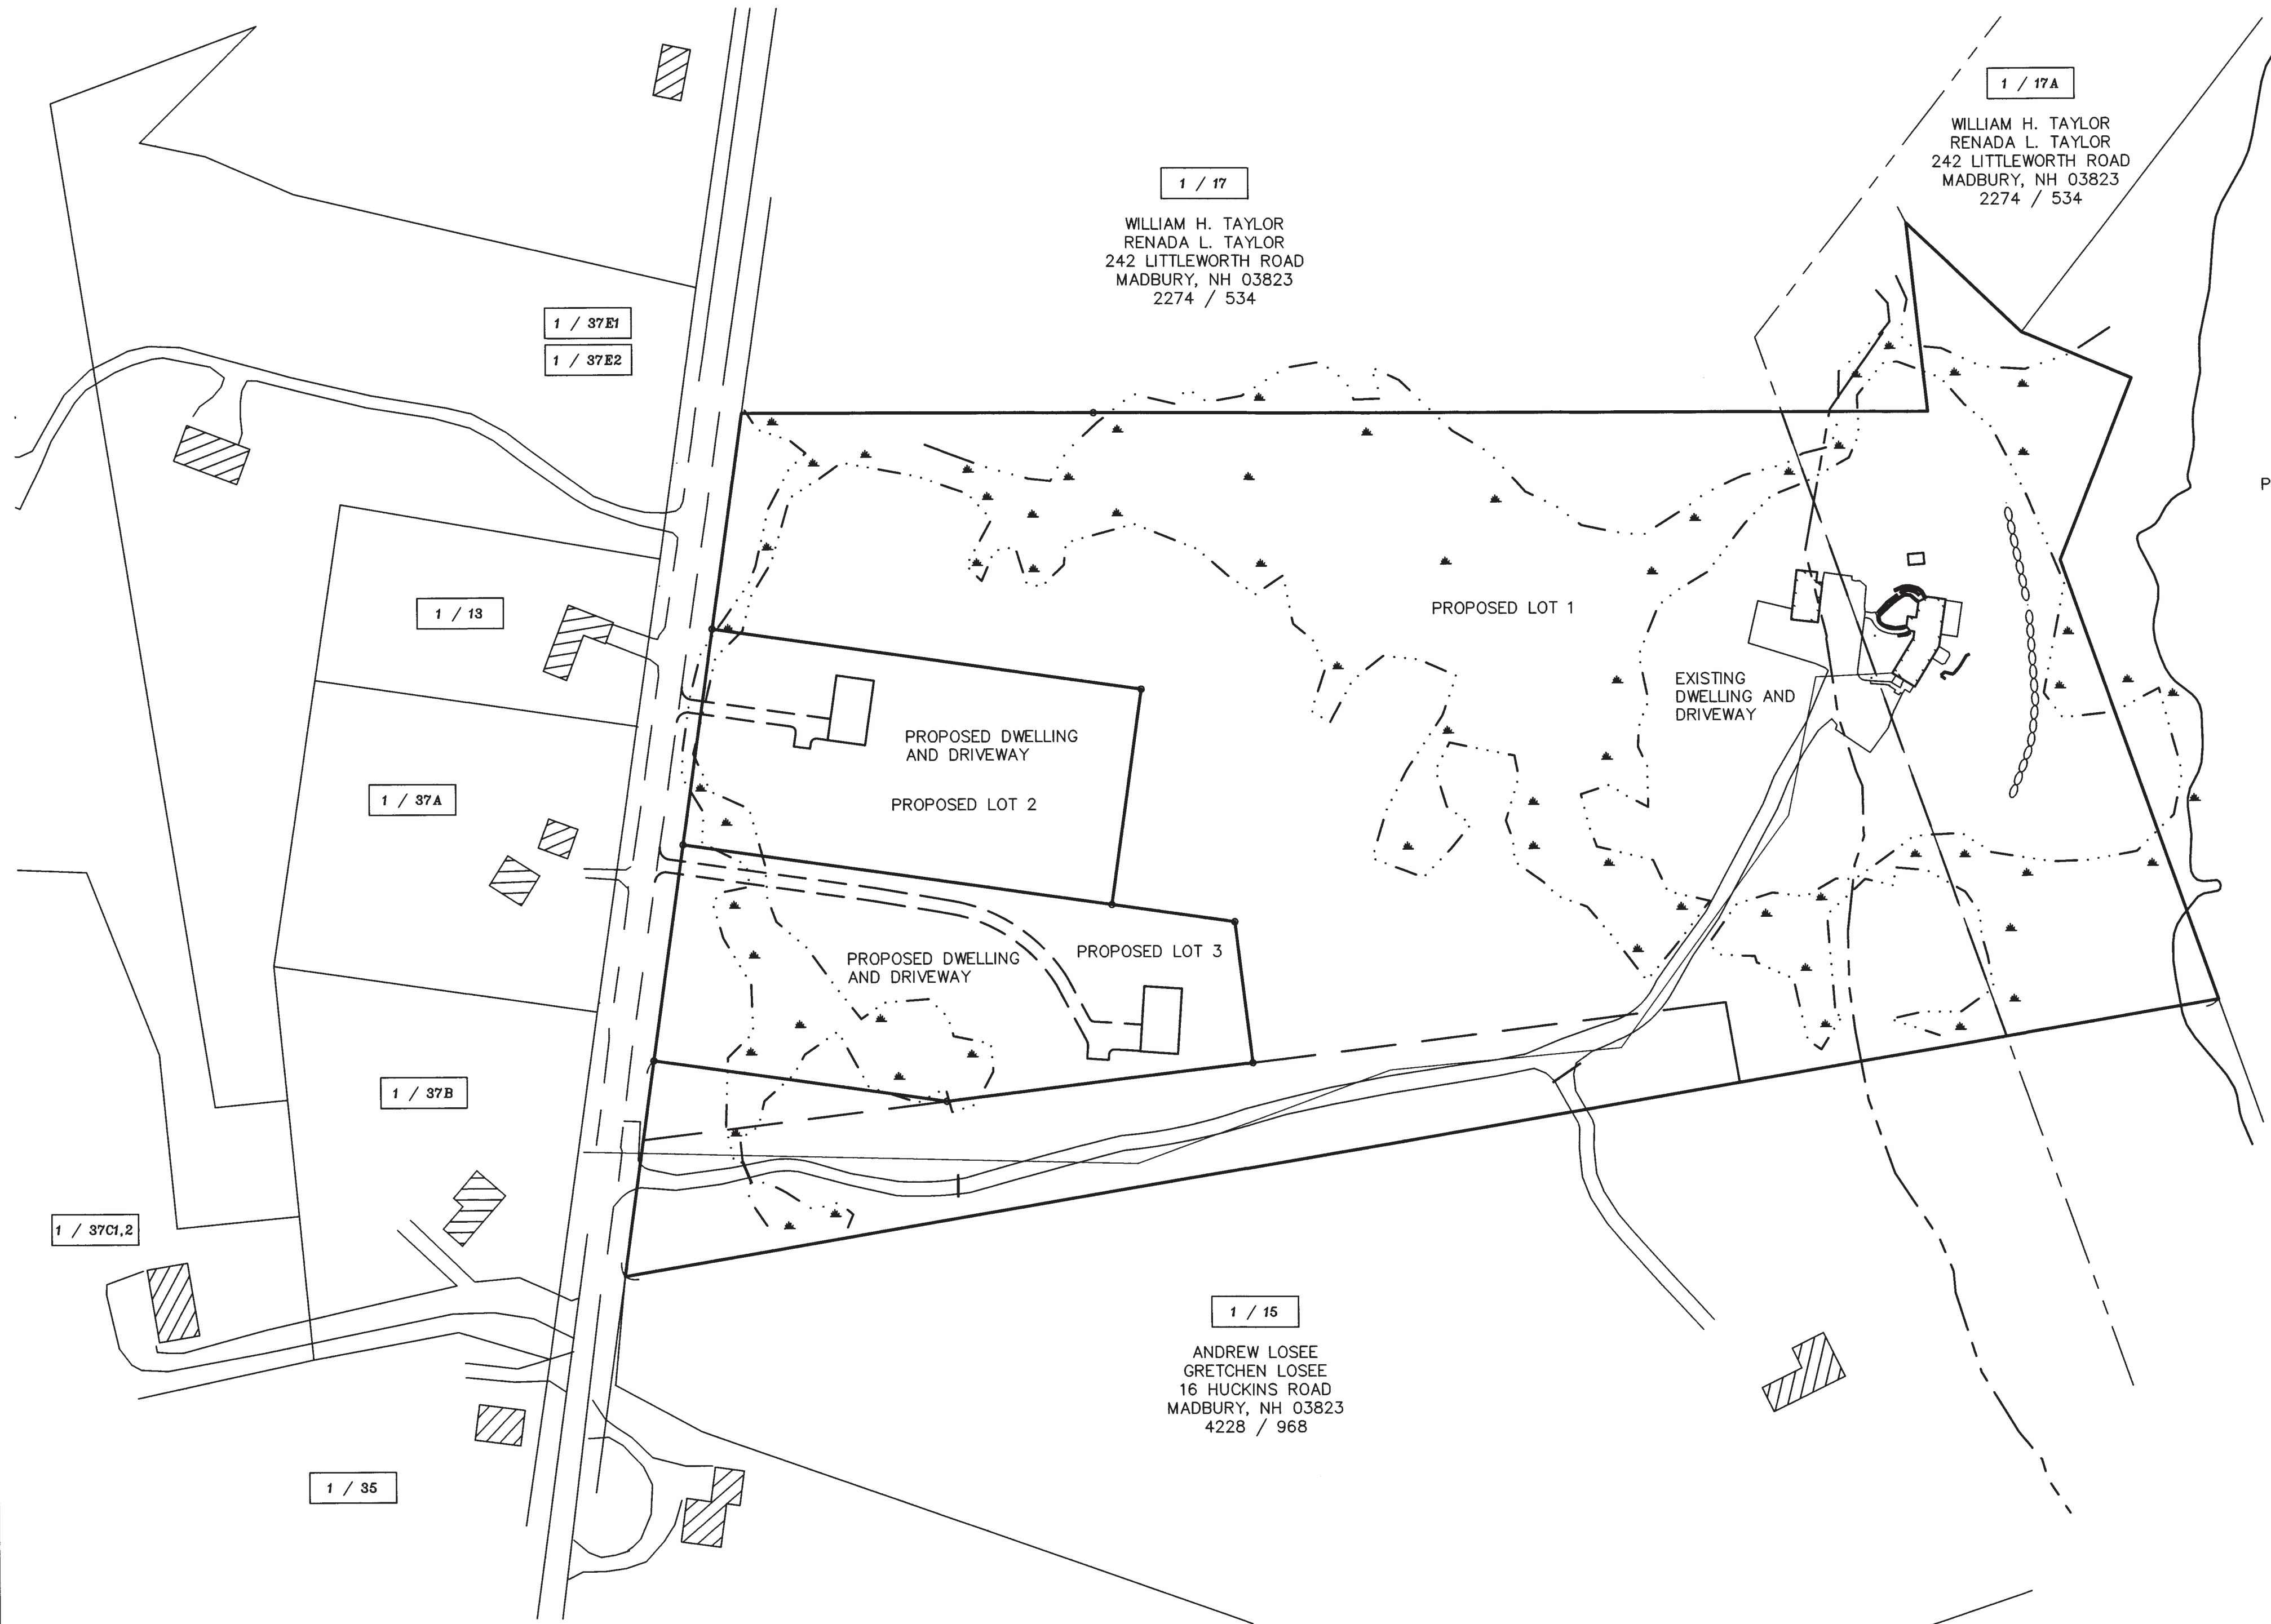 1 / 17A
WILLIAM H. TAYLOR
RENADA L. TAYLOR
242 LITTLEWORTH ROAD
MADBURY, NH 03823
2274 / 534
1 / 17
WILLIAM H. TAYLOR
RENADA L. TAYLOR
242 LITTLEWORTH ROAD
MADBURY, NH 03823
2274 / 534
1 / 37E1
1 / 37E2
P
1 / 13
PROPOSED LOT 1
EXISTING
DWELLING AND
DRIVEWAY
PROPOSED DWELLING
AND DRIVEWAY
1 / 37A
PROPOSED LOT 2
PROPOSED LOT 3
PROPOSED DWELLING
AND DRIVEWAY
1 / 37B
1 / 37C1,2
1 / 15
ANDREW LOSEE
GRETCHEN LOSEE
16 HUCKINS ROAD
MADBURY, NH 03823
4228 / 968
1 / 35